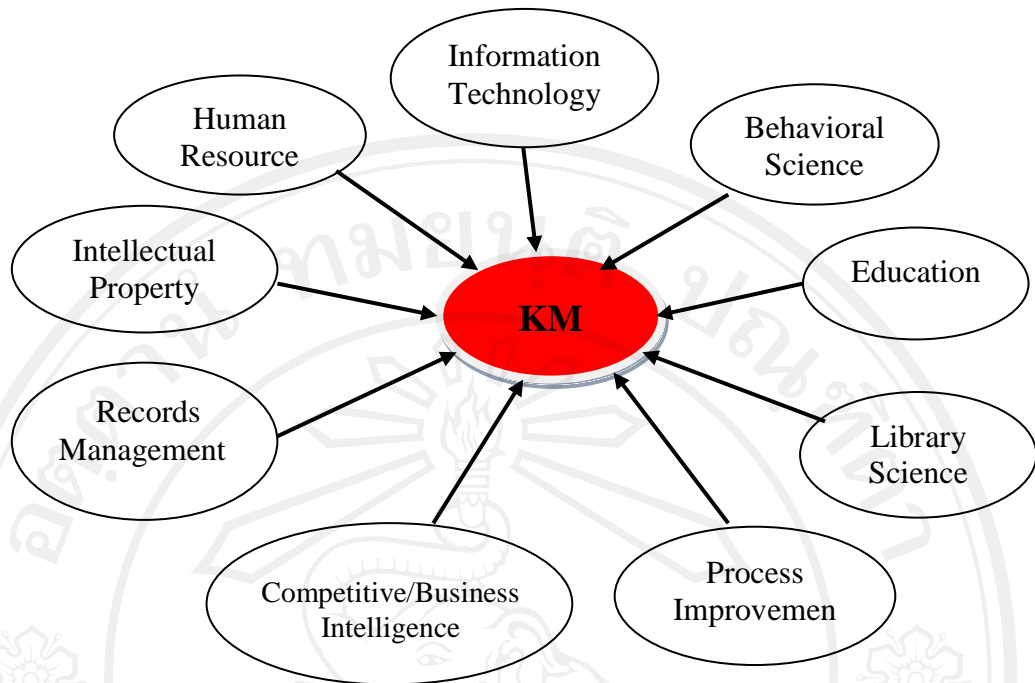 Information
Technology
Human
Resource
Behavioral
Science
Intellectual
Property
Education
KM
Records
Management
Library
Science
Competitive/Business
Intelligence
Process
Improvemen